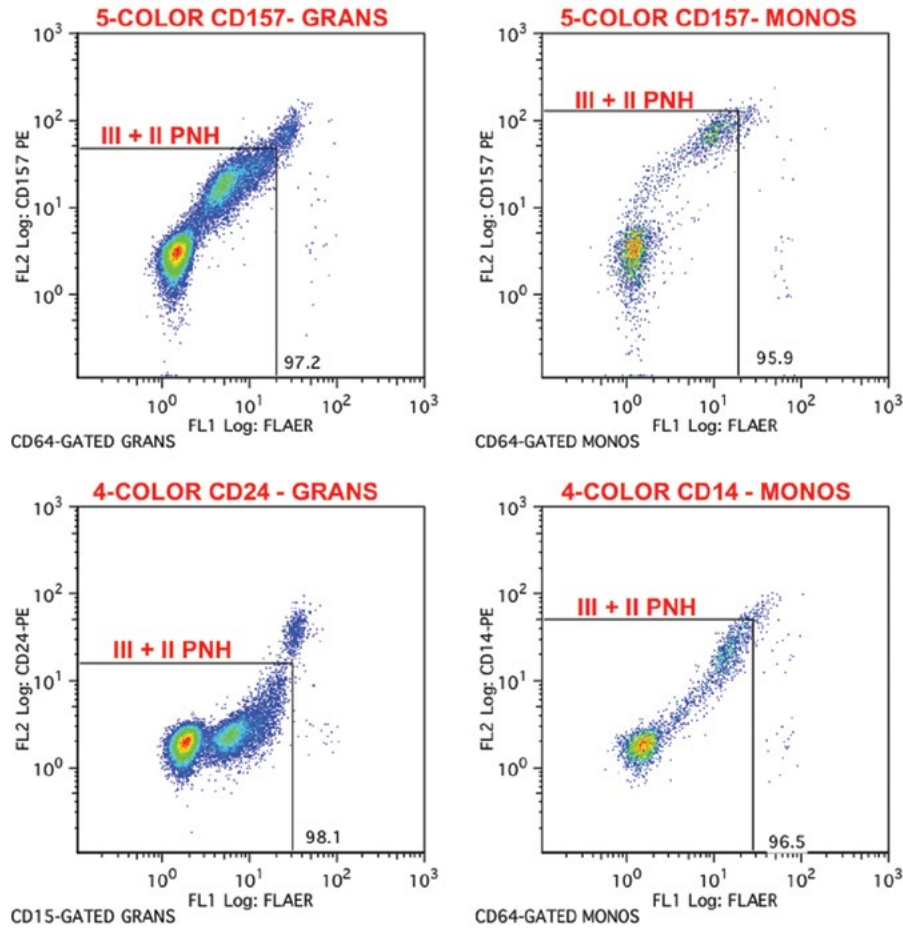 5-COLOR CD157- GRANS
10³
10²
10¹
10⁰
FL2 Log: CD157 PE
III + II PNH
97.2
10⁰ 10¹ 10² 10³
FL1 Log: FLAER
CD64-GATED GRANS
5-COLOR CD157- MONOS
10³
10²
10¹
10⁰
FL2 Log: CD157 PE
III + II PNH
95.9
10⁰ 10¹ 10² 10³
FL1 Log: FLAER
CD64-GATED MONOS
4-COLOR CD24 - GRANS
10³
10²
10¹
10⁰
FL2 Log: CD24-PE
III + II PNH
98.1
10⁰ 10¹ 10² 10³
FL1 Log: FLAER
CD15-GATED GRANS
4-COLOR CD14 - MONOS
10³
10²
10¹
10⁰
FL2 Log: CD14-PE
III + II PNH
96.5
10⁰ 10¹ 10² 10³
FL1 Log: FLAER
CD64-GATED MONOS